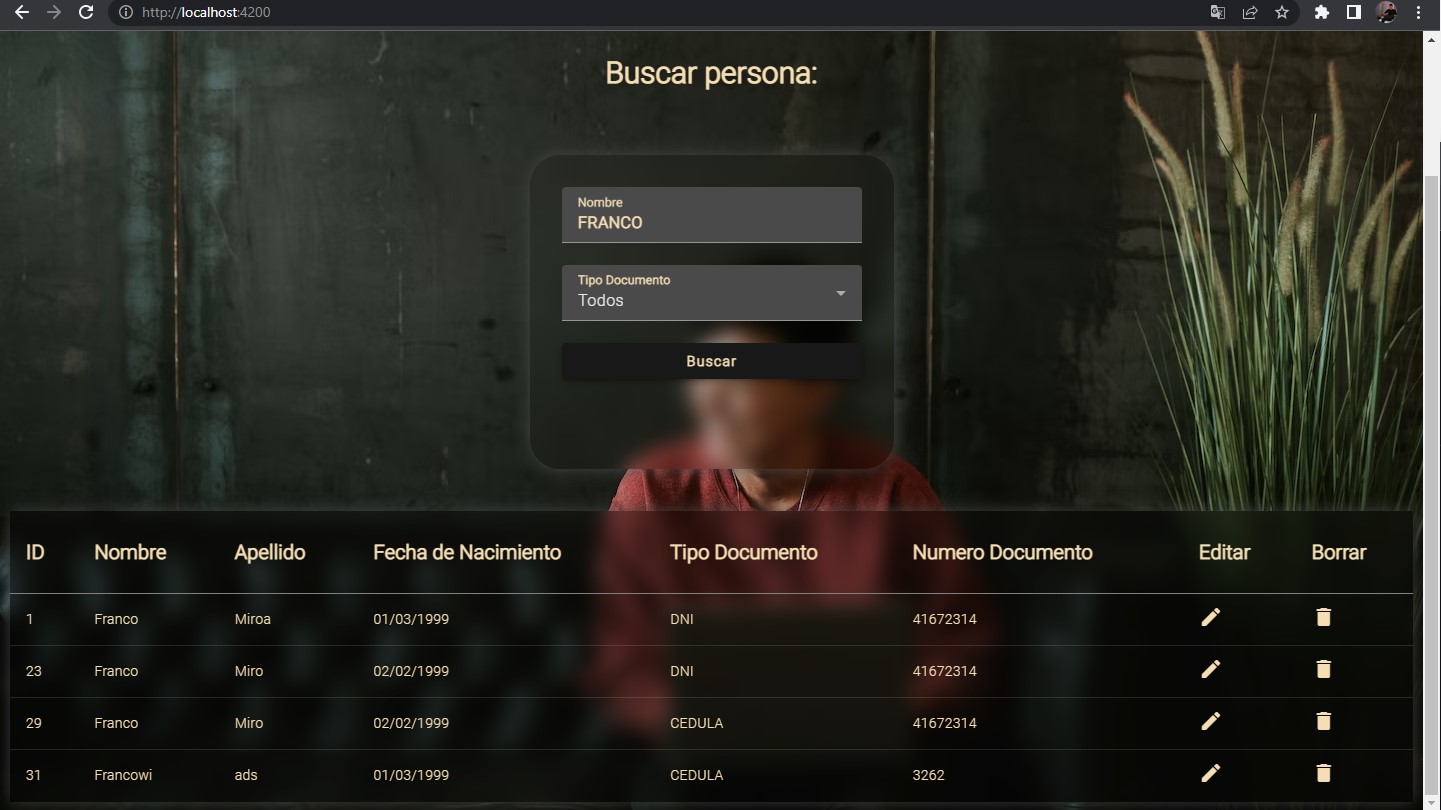 http://localhost:4200
Buscar persona:
Nombre
FRANCO
Tipo Documento
Todos
Buscar
ID Nombre Apellido Fecha de Nacimiento Tipo Documento Numero Documento Editar Borrar
1 Franco Miroa 01/03/1999 DNI 41672314
23 Franco Miro 02/02/1999 DNI 41672314
29 Franco Miro 02/02/1999 CEDULA 41672314
31 Francowi ads 01/03/1999 CEDULA 3262